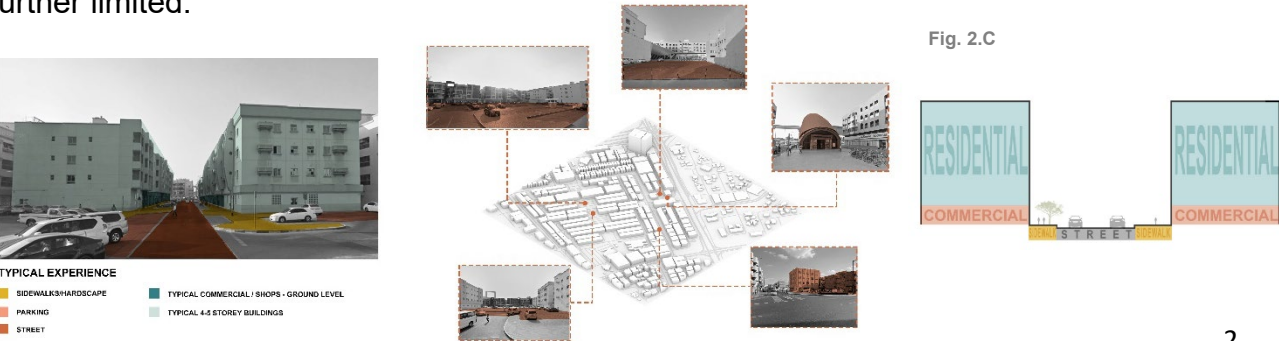 urther limited.
Fig. 2.C
RESIDENTIAL
RESIDENTIAL
COMMERCIAL
COMMERCIAL
SIDEWALK STREET SIDEWALK
TYPICAL EXPERIENCE
SIDEWALKS/HARDSCAPE
TYPICAL COMMERCIAL / SHOPS - GROUND LEVEL
PARKING
TYPICAL 4-5 STOREY BUILDINGS
STREET
2